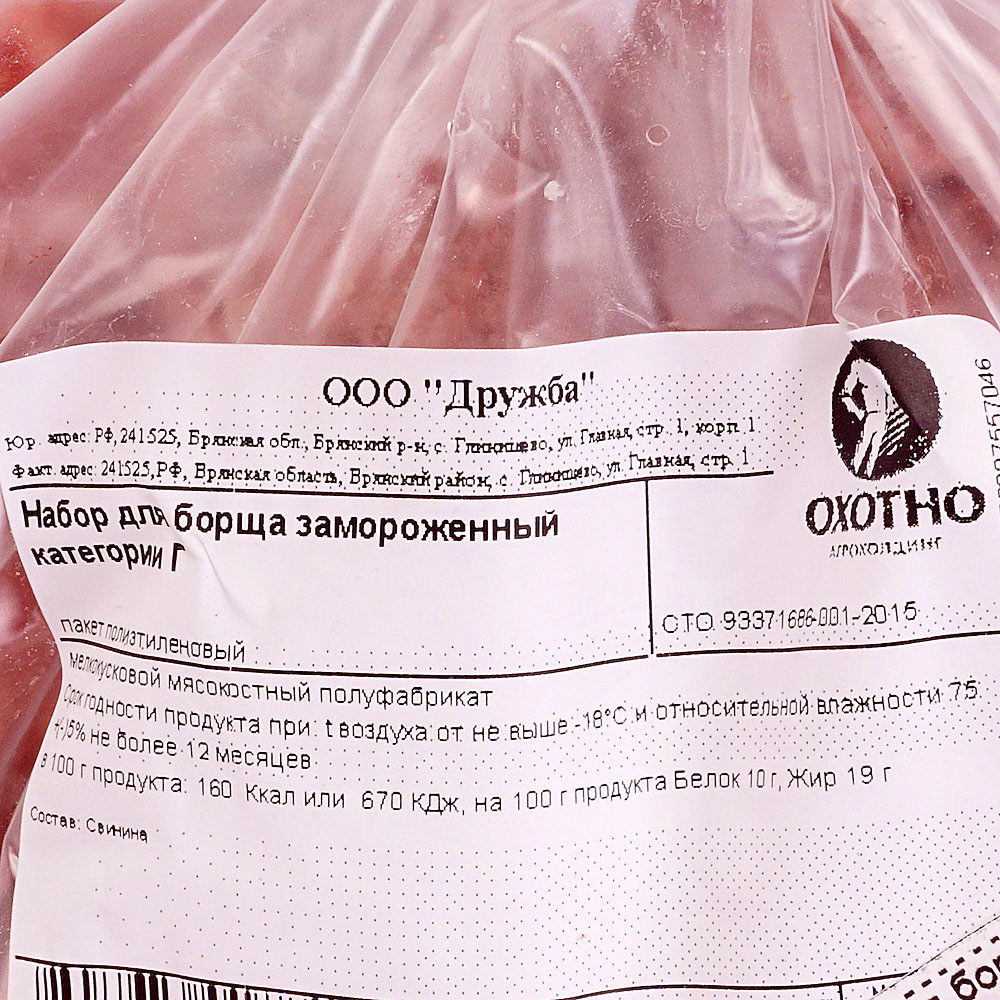 ООО "Дружба"
Юр. адрес: РФ, 241525, Брянская обл., Брянский р-н, с. Глинищево, ул. Главная, стр. 1, корп. 1
Факт. адрес: 241525, РФ, Брянская область, Брянский район, с. Глинищево, ул. Главная, стр. 1
ОХОТНО
АГРОХОЛДИНГ
Набор для борща замороженный
категории Г
пакет полиэтиленовый
СТО 93371686-001-2015
мелкокусковой мясокостный полуфабрикат
Срок годности продукта при: t воздуха: от не выше -18°С и относительной влажности 75
+(-)5% не более 12 месяцев
в 100 г продукта: 160 Ккал или 670 КДж, на 100 г продукта Белок 10 г, Жир 19 г
Состав: Свинина